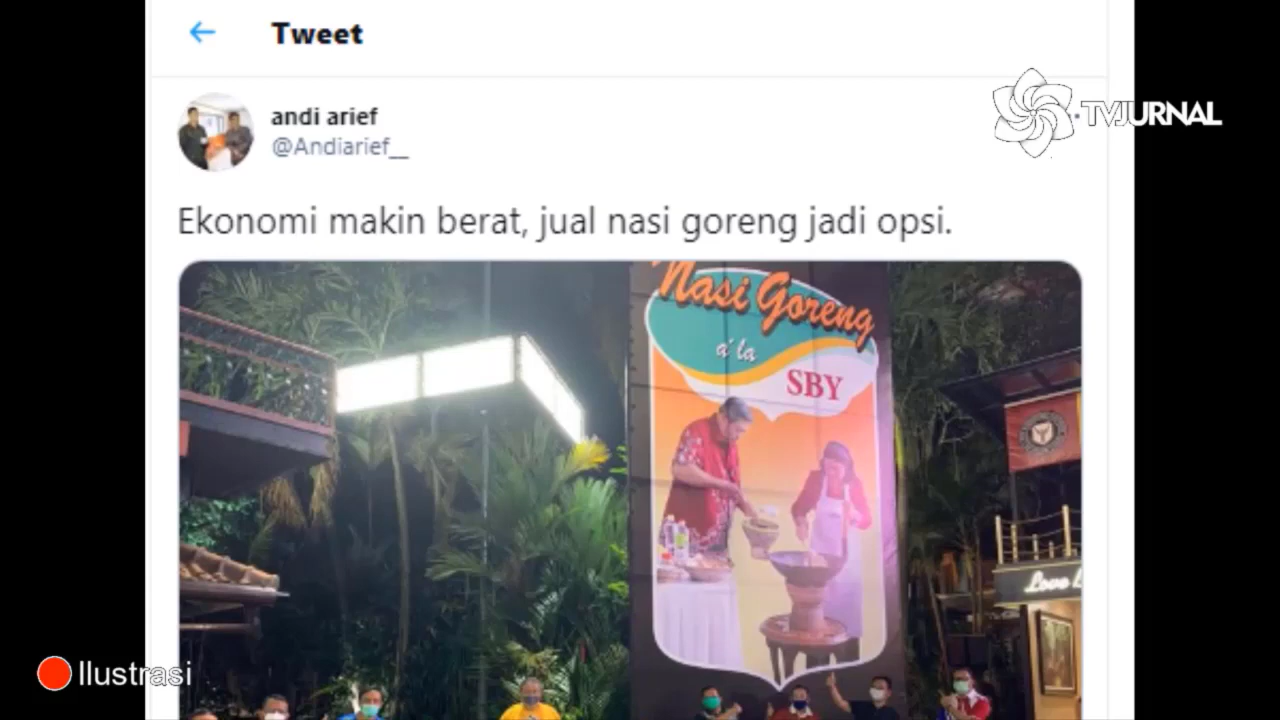 Tweet
andi arief
@Andiarief__
TVJURNAL
Ekonomi makin berat, jual nasi goreng jadi opsi.
Nasi Goreng
a' la
SBY
Ilustrasi